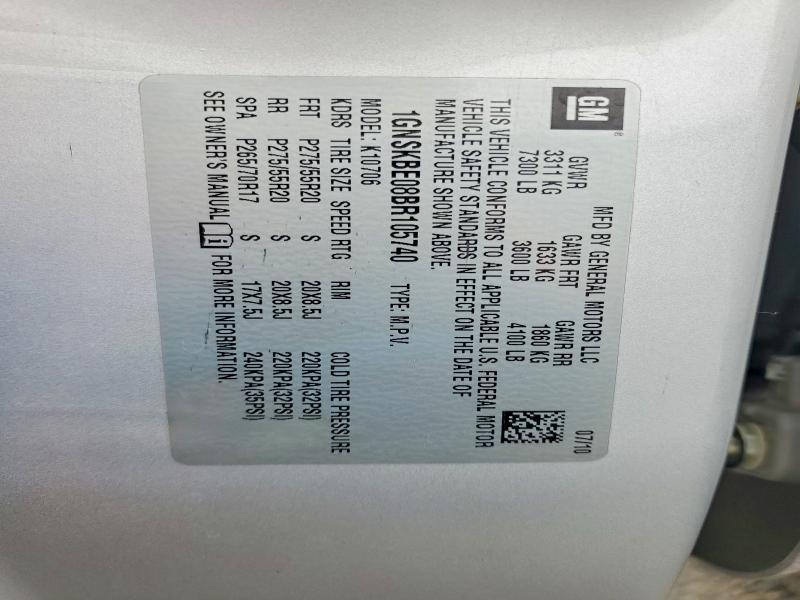 GM ®
MFD BY GENERAL MOTORS LLC 07/10
GVWR GAWR FRT GAWR RR
3311 KG 1633 KG 1860 KG
7300 LB 3600 LB 4100 LB
THIS VEHICLE CONFORMS TO ALL APPLICABLE U.S. FEDERAL MOTOR
VEHICLE SAFETY STANDARDS IN EFFECT ON THE DATE OF
MANUFACTURE SHOWN ABOVE.
1GNSKBE08BR105740 TYPE: M.P.V.
MODEL: K10706
KDRS TIRE SIZE SPEED RTG RIM COLD TIRE PRESSURE
FRT P275/55R20 S 20X8.5J 220KPA(32PSI)
RR P275/55R20 S 20X8.5J 220KPA(32PSI)
SPA P265/70R17 S 17X7.5J 240KPA(35PSI)
SEE OWNER'S MANUAL FOR MORE INFORMATION.